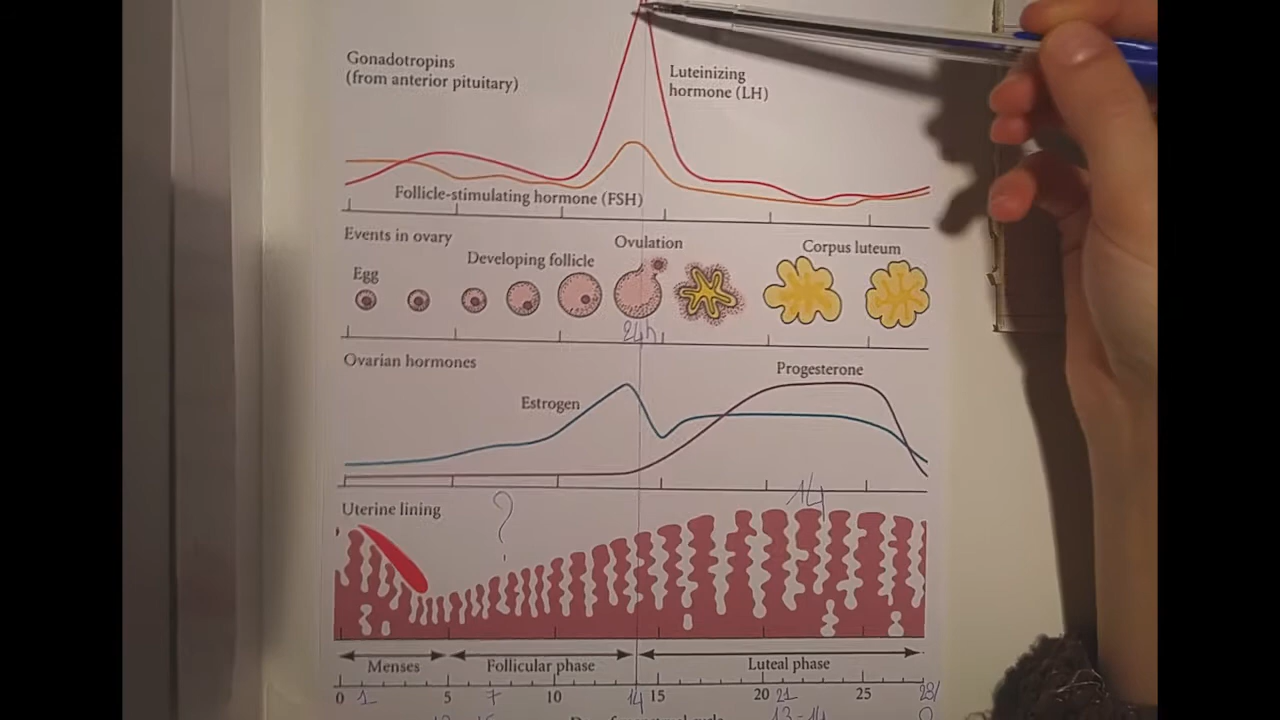 Gonadotropins
(from anterior pituitary)
Luteinizing
hormone (LH)
Follicle-stimulating hormone (FSH)
Events in ovary
Ovulation
Corpus luteum
Developing follicle
Egg
24h
Ovarian hormones
Progesterone
Estrogen
14
Uterine lining
?
Menses
Follicular phase
Luteal phase
0 1 5 7 10 14 15 20 21 25 28/
13-14